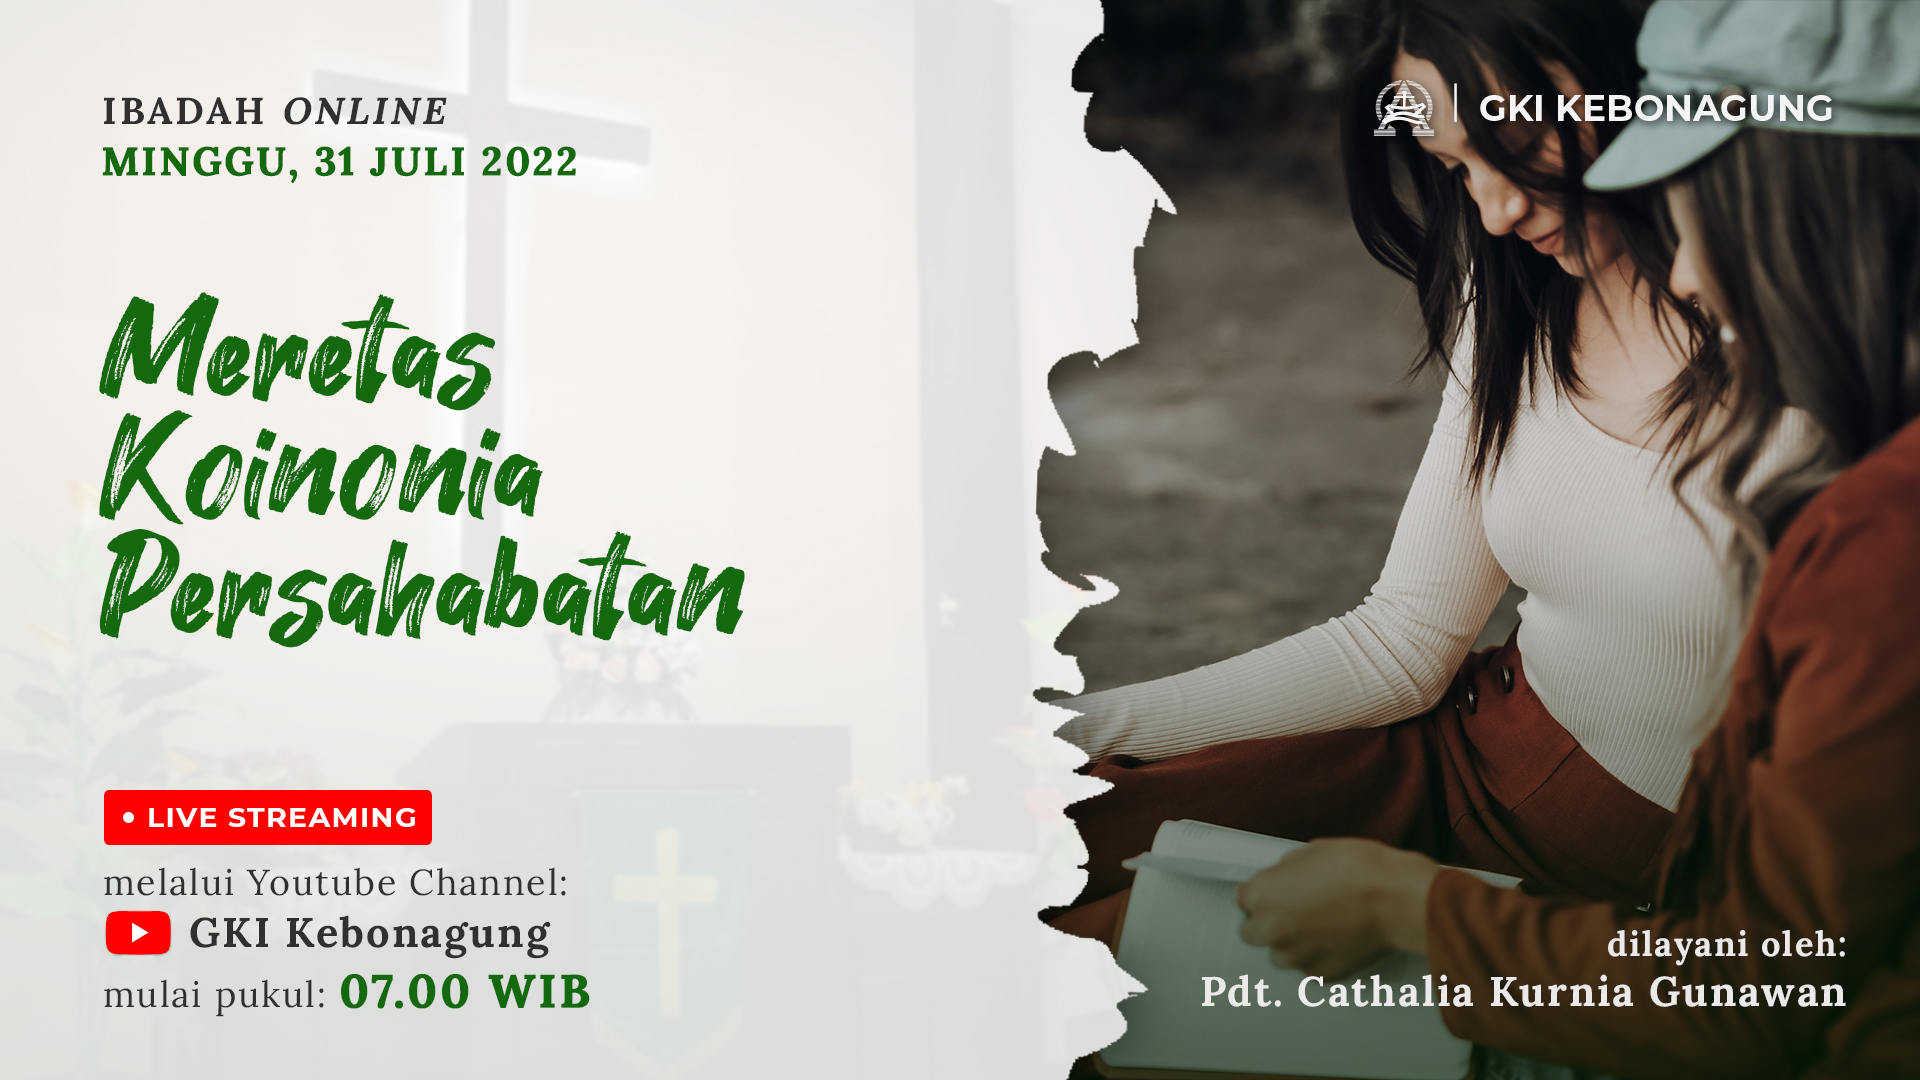 IBADAH ONLINE
MINGGU, 31 JULI 2022
GKI KEBONAGUNG
Meretas
Koinonia
Persahabatan
LIVE STREAMING
melalui Youtube Channel:
GKI Kebonagung
mulai pukul: 07.00 WIB
dilayani oleh:
Pdt. Cathalia Kurnia Gunawan